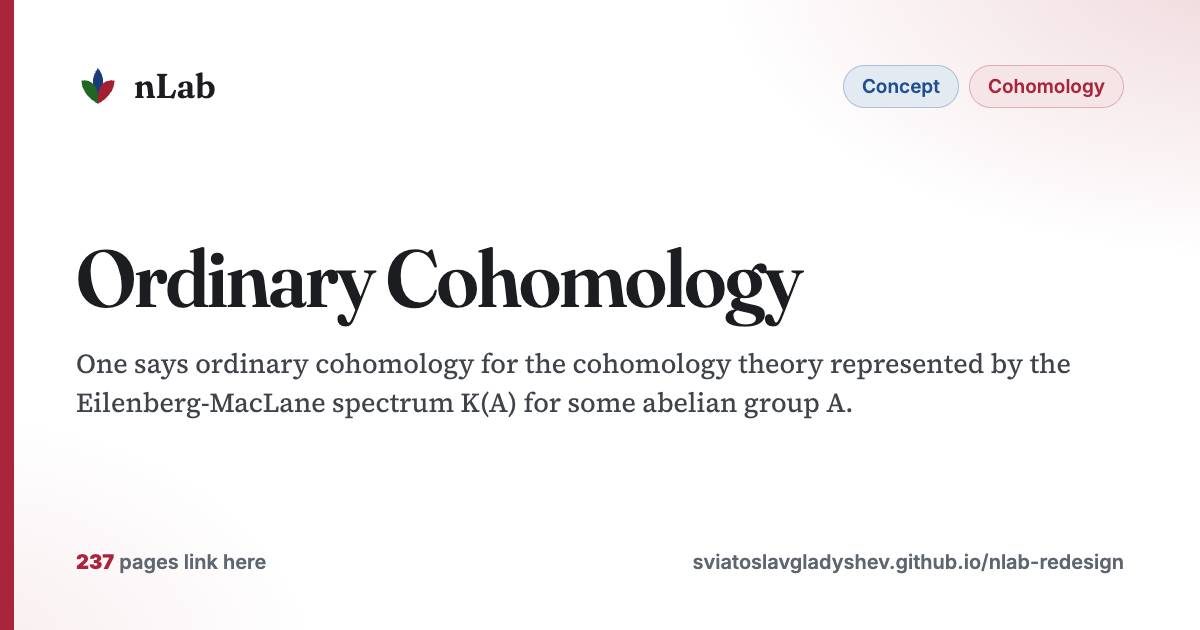 nLab
Concept
Cohomology
Ordinary Cohomology
One says ordinary cohomology for the cohomology theory represented by the
Eilenberg-MacLane spectrum K(A) for some abelian group A.
237 pages link here
sviatoslavgladyshev.github.io/nlab-redesign